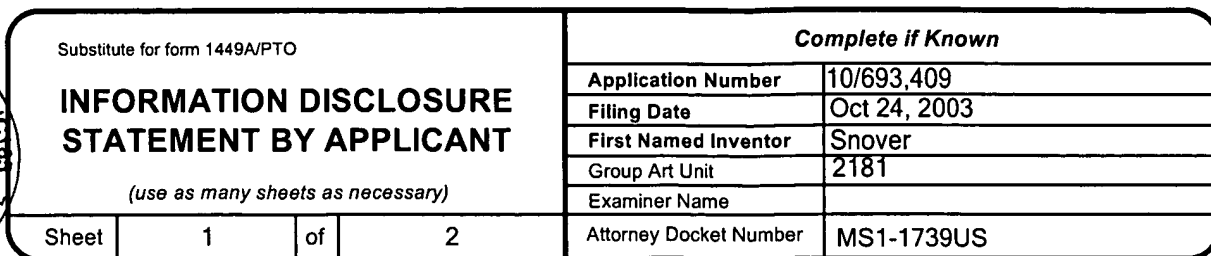 Substitute for form 1449A/PTO
INFORMATION DISCLOSURE
STATEMENT BY APPLICANT
(use as many sheets as necessary)
Sheet 1 of 2
Complete if Known
Application Number 10/693,409
Filing Date Oct 24, 2003
First Named Inventor Snover
Group Art Unit 2181
Examiner Name
Attorney Docket Number MS1-1739US